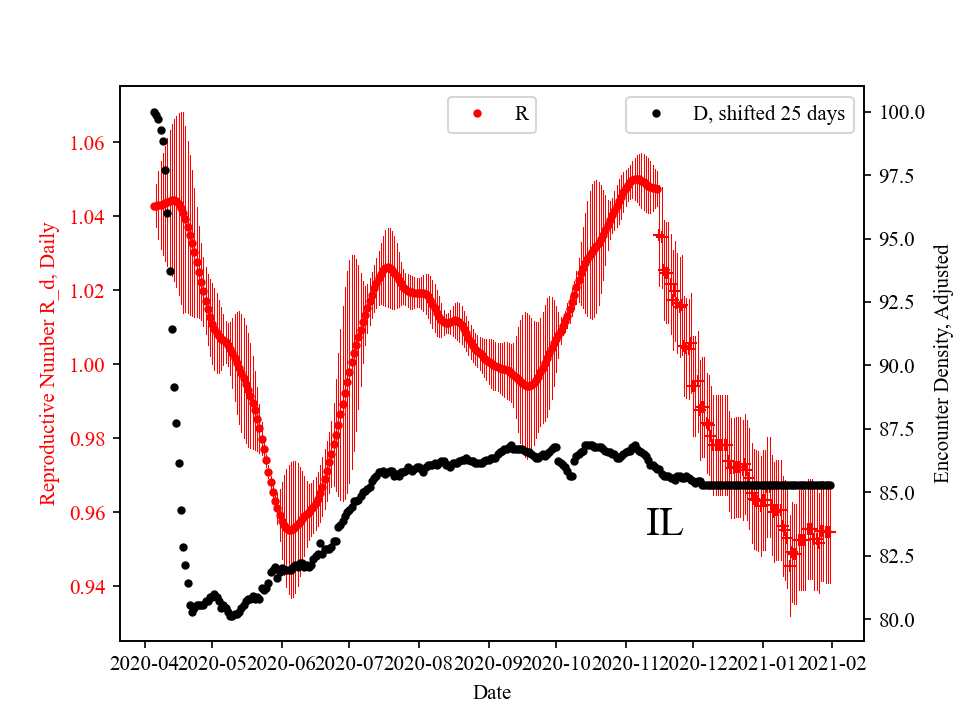 R
D, shifted 25 days
1.06
1.04
1.02
1.00
0.98
0.96
0.94
Reproductive Number R_d, Daily
100.0
97.5
95.0
92.5
90.0
87.5
85.0
82.5
80.0
Encounter Density, Adjusted
IL
2020-04 2020-05 2020-06 2020-07 2020-08 2020-09 2020-10 2020-11 2020-12 2021-01 2021-02
Date